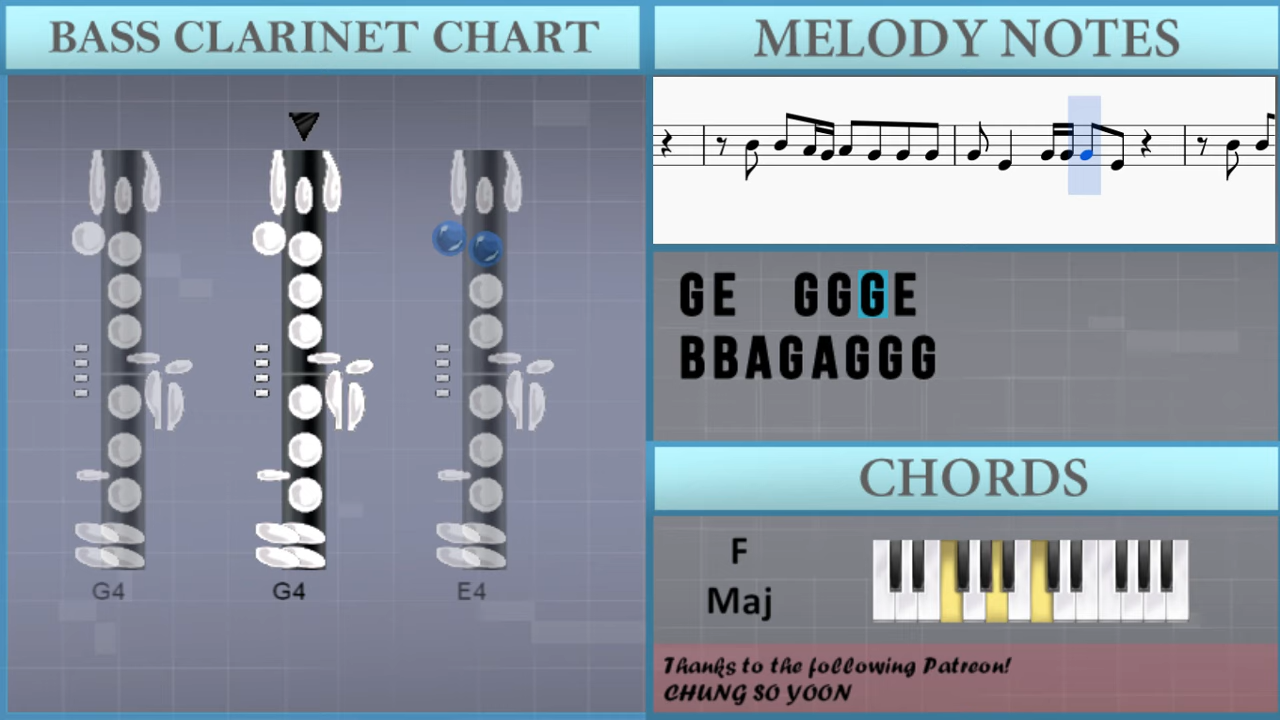 BASS CLARINET CHART
G4 G4 E4
MELODY NOTES
GE GGGE
BBAGAGGG
CHORDS
F
Maj
Thanks to the following Patreon!
CHUNG SO YOON